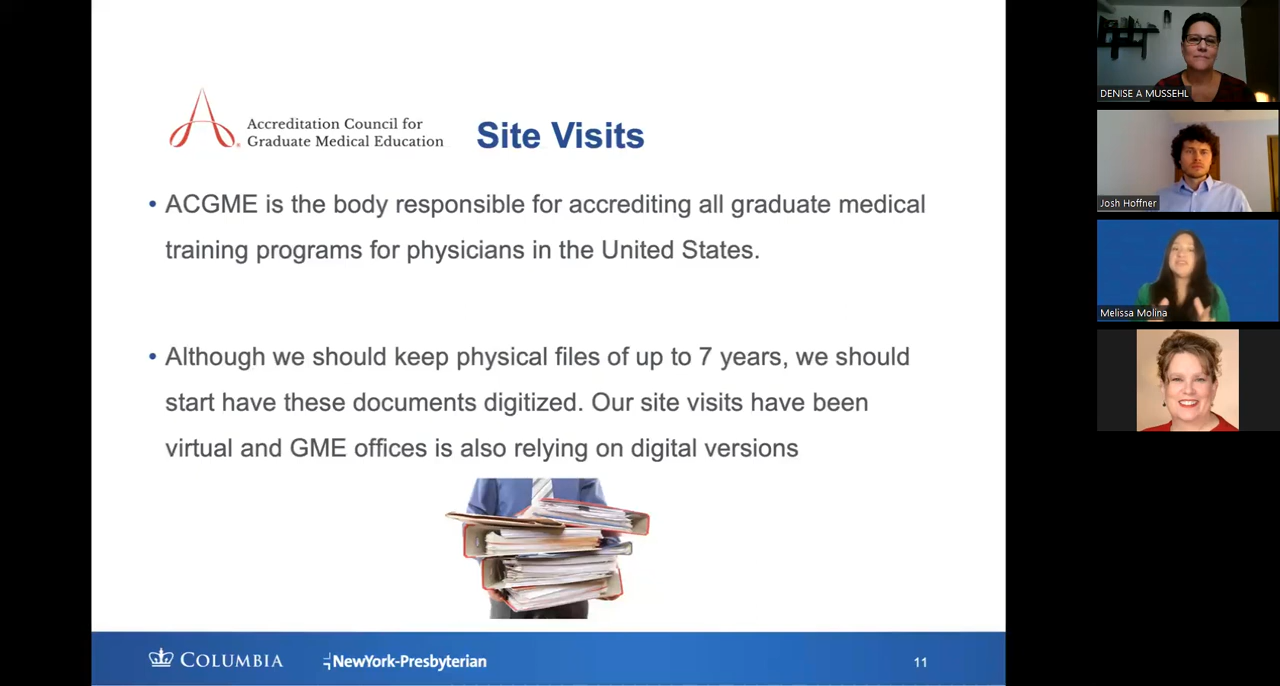 Accreditation Council for
Graduate Medical Education
Site Visits
• ACGME is the body responsible for accrediting all graduate medical
training programs for physicians in the United States.
• Although we should keep physical files of up to 7 years, we should
start have these documents digitized. Our site visits have been
virtual and GME offices is also relying on digital versions
COLUMBIA
NewYork-Presbyterian
11
DENISE A MUSSEHL
Josh Hoffner
Melissa Molina